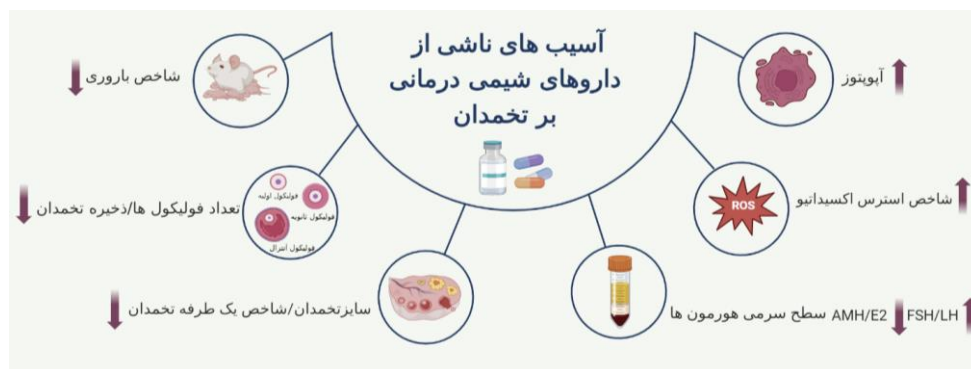 آسیب های ناشی از
داروهای شیمی درمانی
بر تخمدان
آپوپتوز
شاخص استرس اکسیداتیو
ROS
سطح سرمی هورمون ها AMH/E2 FSH/LH
سایزتخمدان/شاخص یک طرفه تخمدان
تعداد فولیکول ها/ذخیره تخمدان
فولیکول اولیه
فولیکول ثانویه
فولیکول آنترال
شاخص باروری